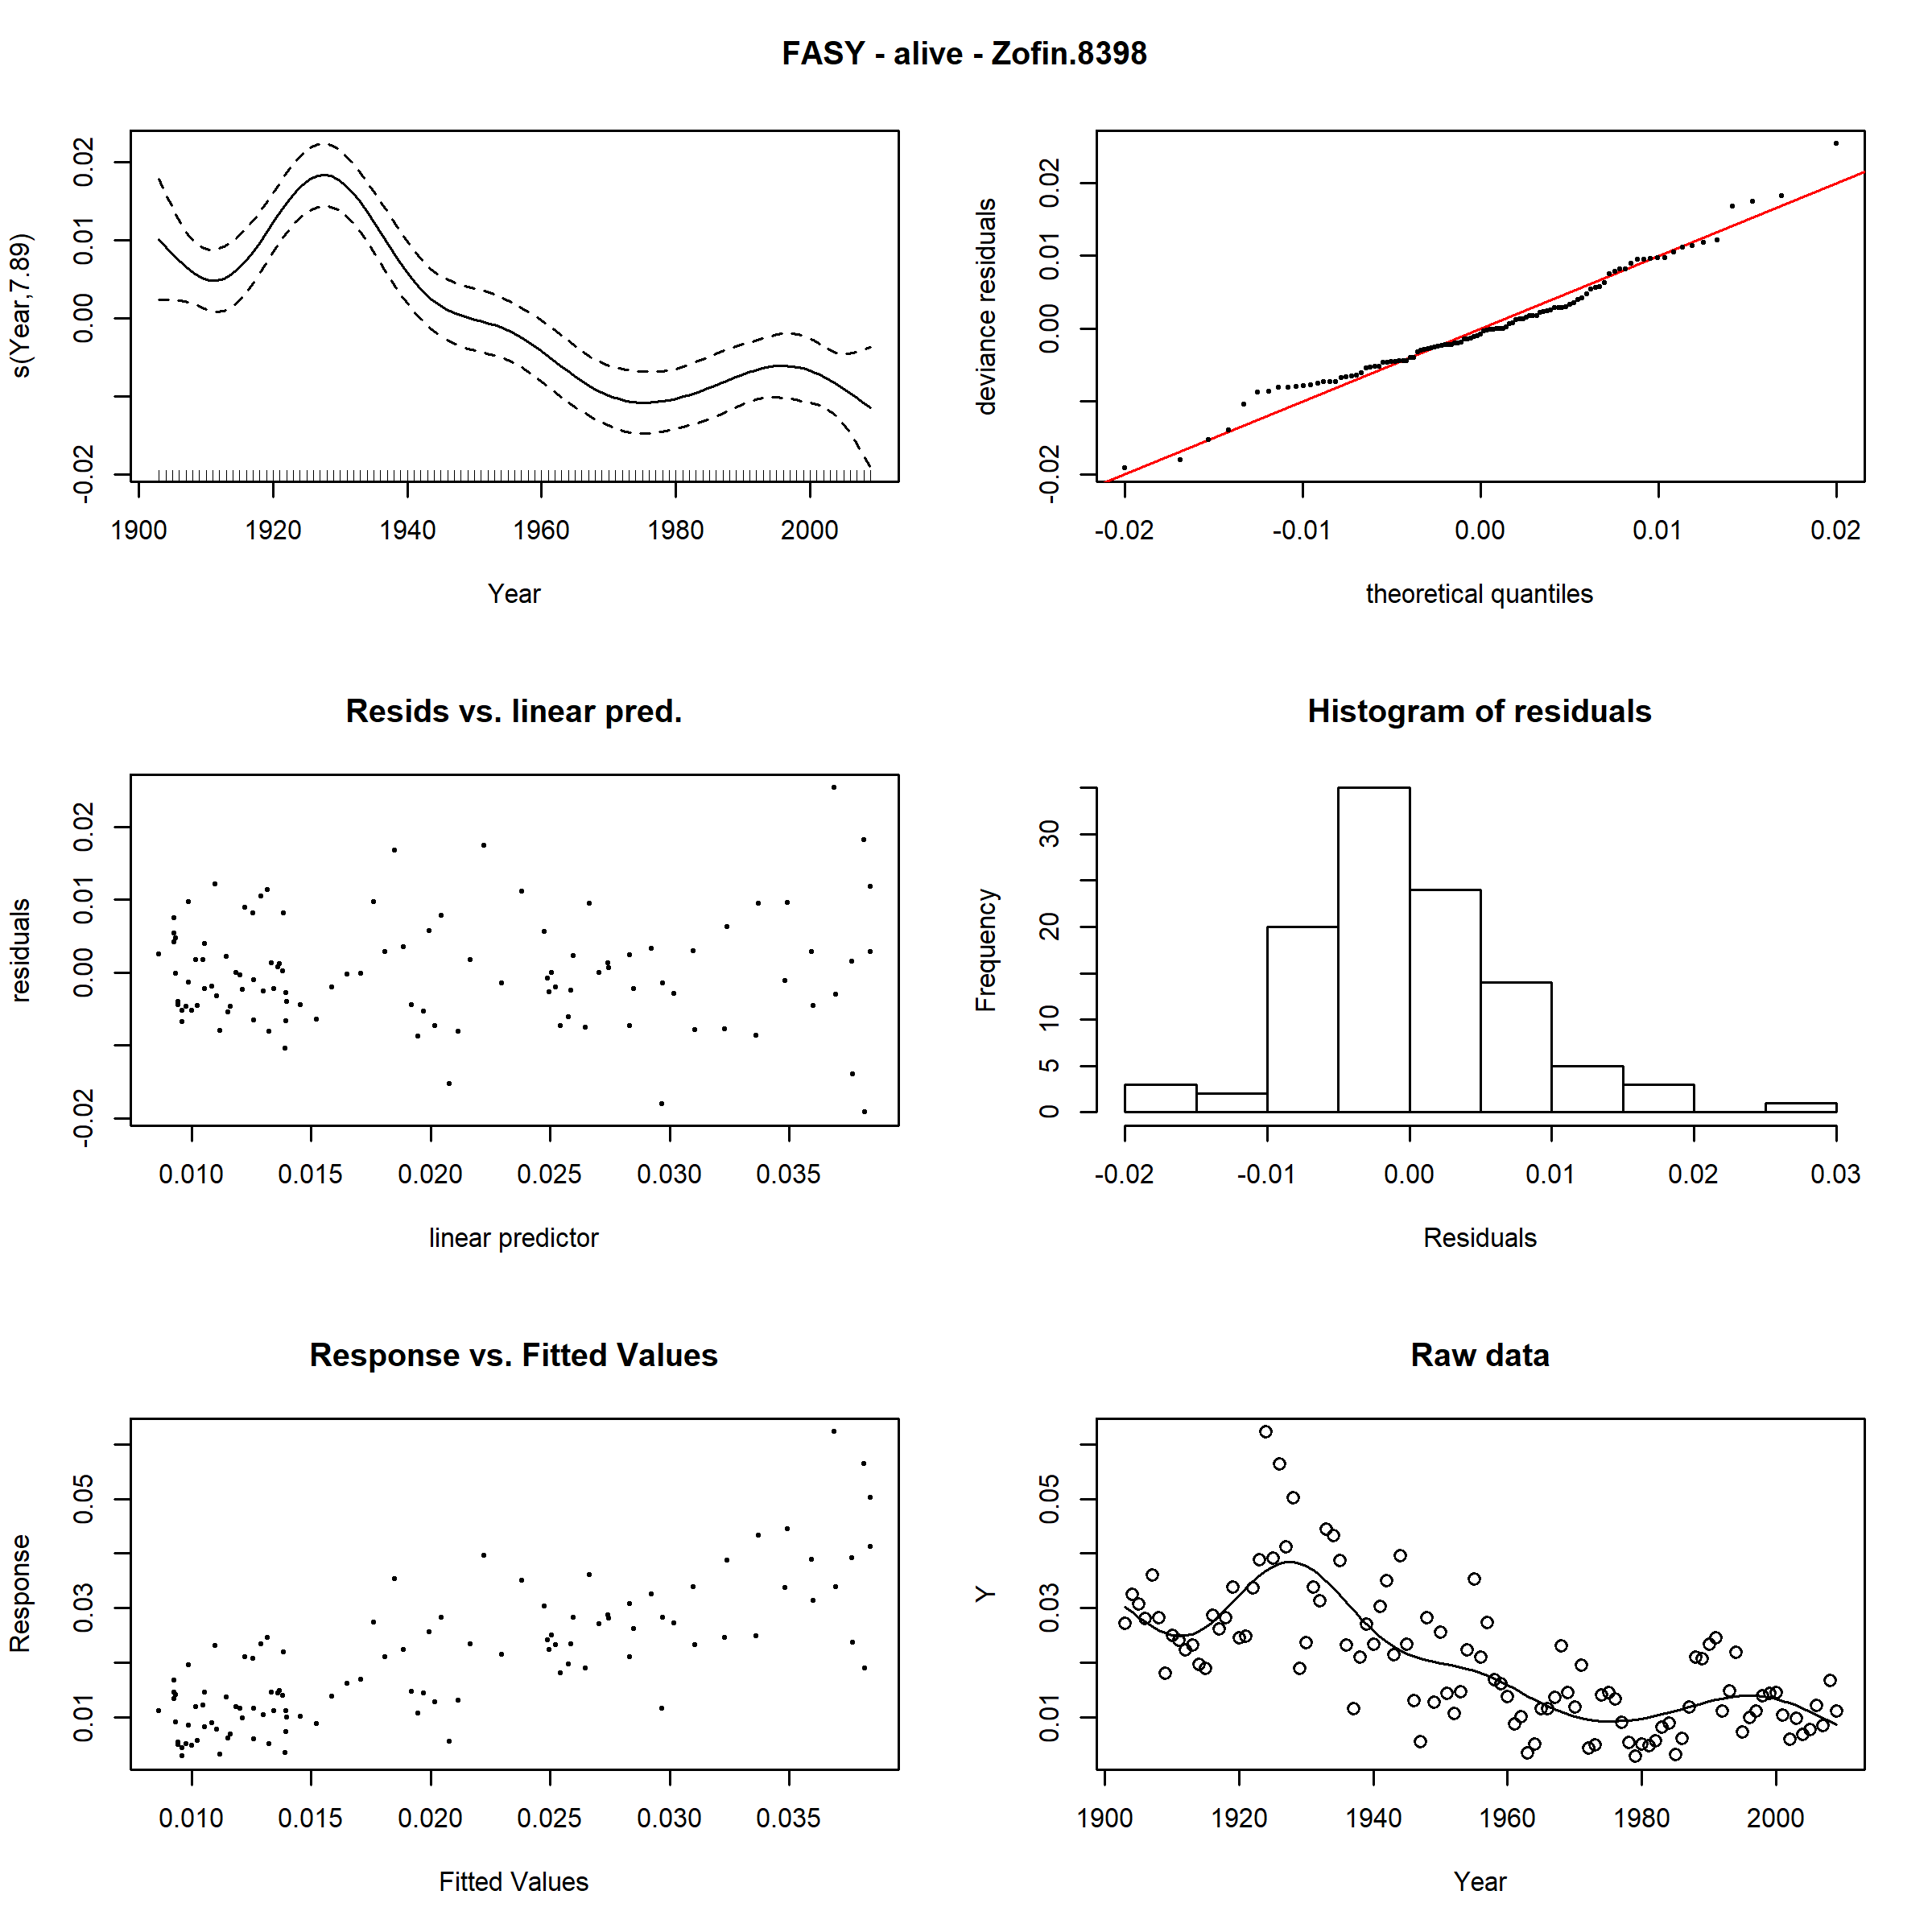 FASY - alive - Zofin.8398
s(Year,7.89)
-0.02 0.00 0.01 0.02
1900 1920 1940 1960 1980 2000
Year
deviance residuals
-0.02 0.00 0.01 0.02
-0.02 -0.01 0.00 0.01 0.02
theoretical quantiles
Resids vs. linear pred.
residuals
-0.02 0.00 0.01 0.02
0.010 0.015 0.020 0.025 0.030 0.035
linear predictor
Histogram of residuals
Frequency
0 5 10 20 30
-0.02 -0.01 0.00 0.01 0.02 0.03
Residuals
Response vs. Fitted Values
Response
0.01 0.03 0.05
0.010 0.015 0.020 0.025 0.030 0.035
Fitted Values
Raw data
Y
0.01 0.03 0.05
1900 1920 1940 1960 1980 2000
Year